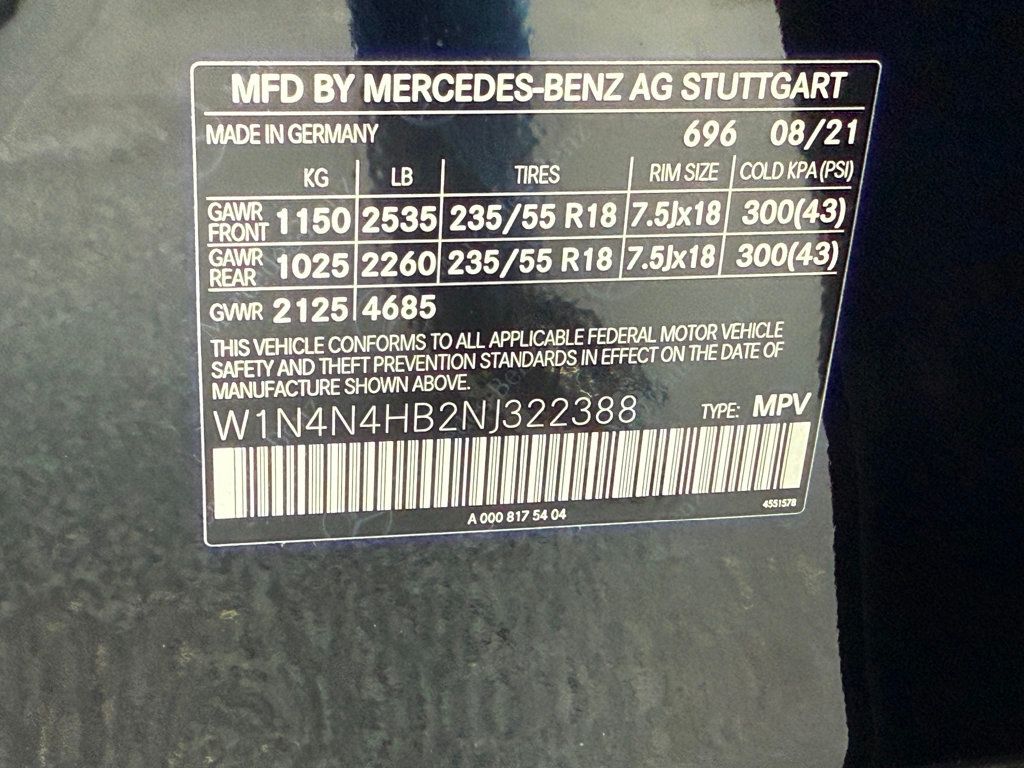 MFD BY MERCEDES-BENZ AG STUTTGART
MADE IN GERMANY 696 08/21
KG LB TIRES RIM SIZE COLD KPA (PSI)
GAWR FRONT 1150 2535 235/55 R18 7.5Jx18 300(43)
GAWR REAR 1025 2260 235/55 R18 7.5Jx18 300(43)
GVWR 2125 4685
THIS VEHICLE CONFORMS TO ALL APPLICABLE FEDERAL MOTOR VEHICLE
SAFETY AND THEFT PREVENTION STANDARDS IN EFFECT ON THE DATE OF
MANUFACTURE SHOWN ABOVE.
W1N4N4HB2NJ322388 TYPE: MPV
A 000 817 54 04 4551578